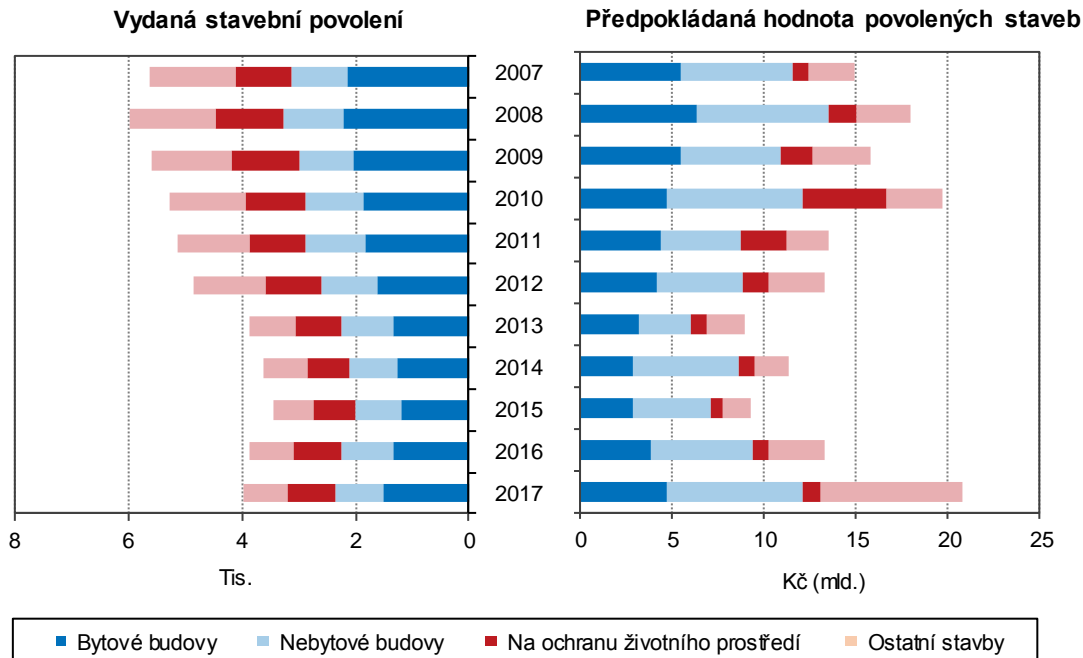 Vydaná stavební povolení
Předpokládaná hodnota povolených staveb
2007
2008
2009
2010
2011
2012
2013
2014
2015
2016
2017
8 6 4 2 0
0 5 10 15 20 25
Tis.
Kč (mld.)
Bytové budovy Nebytové budovy Na ochranu životního prostředí Ostatní stavby